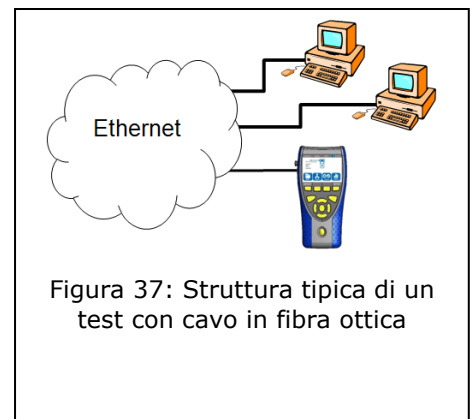 Ethernet
Figura 37: Struttura tipica di un
test con cavo in fibra ottica